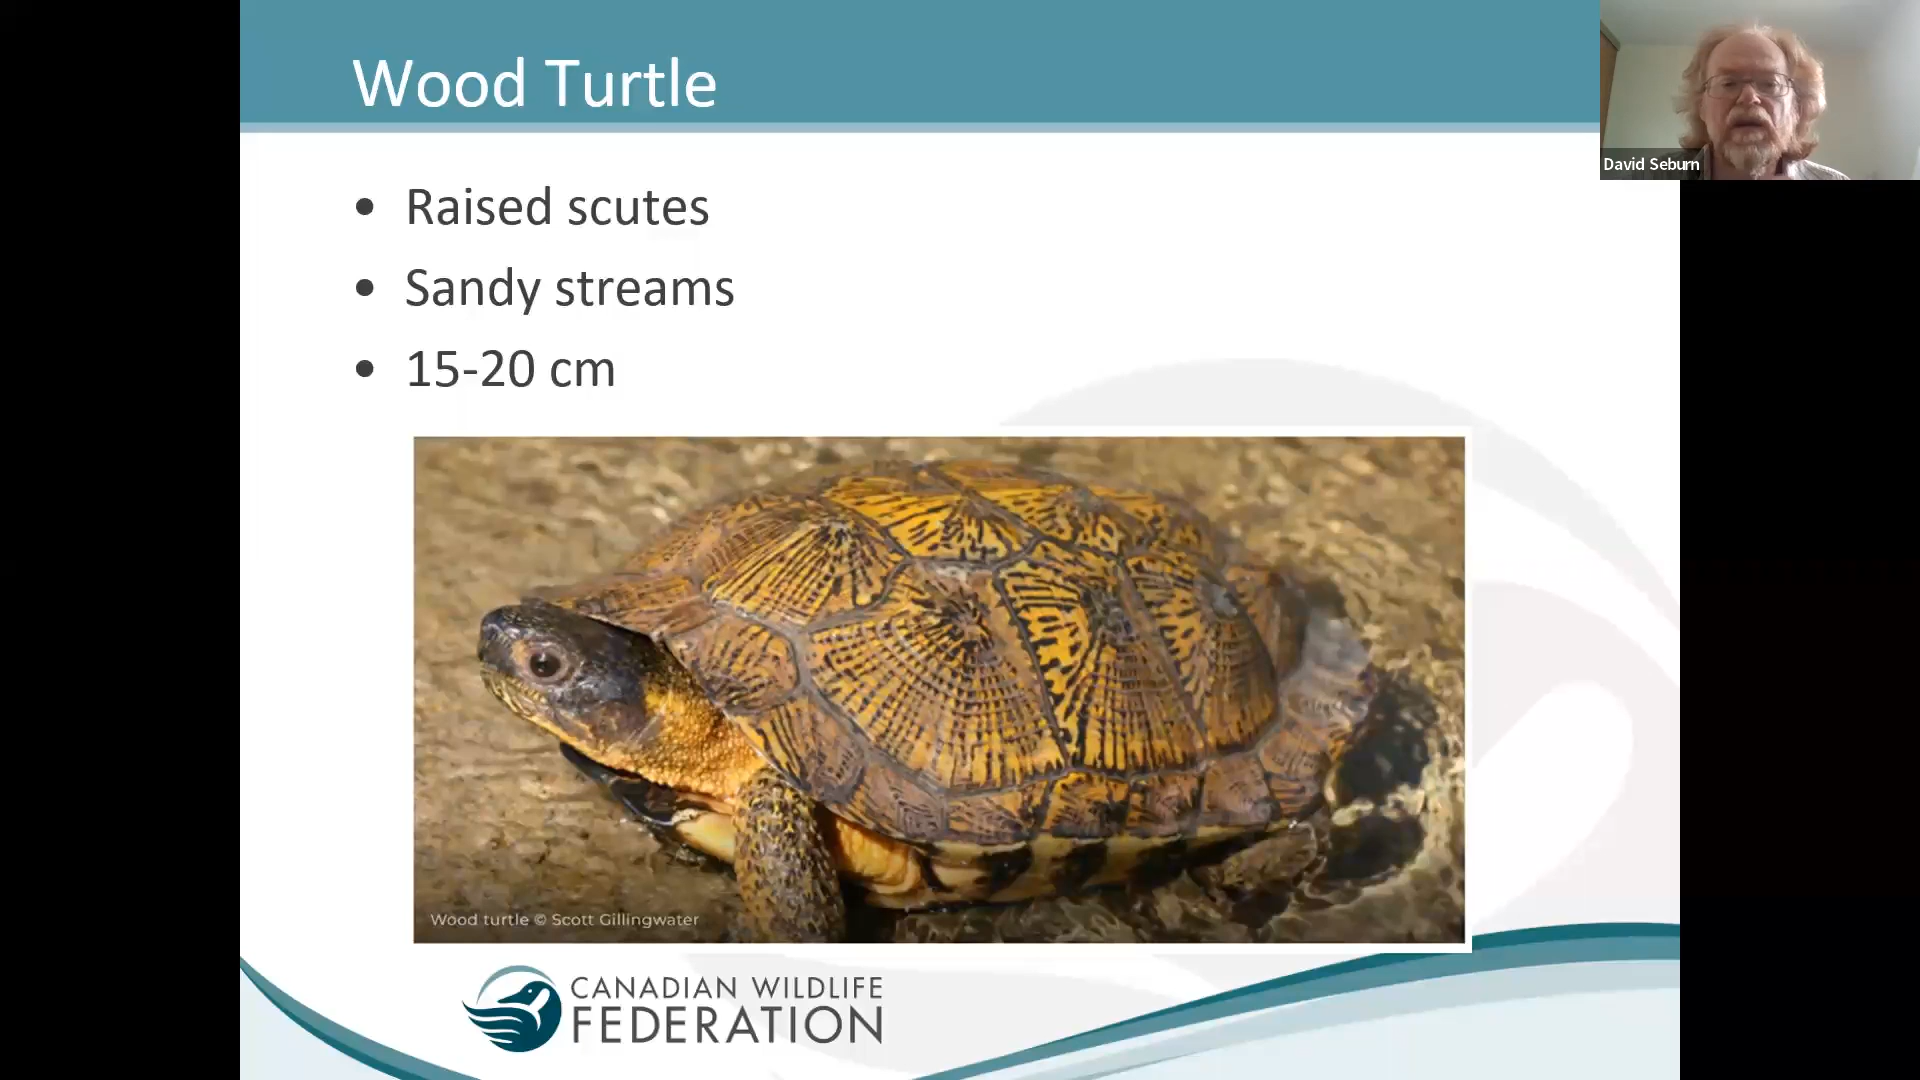 Wood Turtle
David Seburn
• Raised scutes
• Sandy streams
• 15-20 cm
Wood turtle © Scott Gillingwater
CANADIAN WILDLIFE
FEDERATION